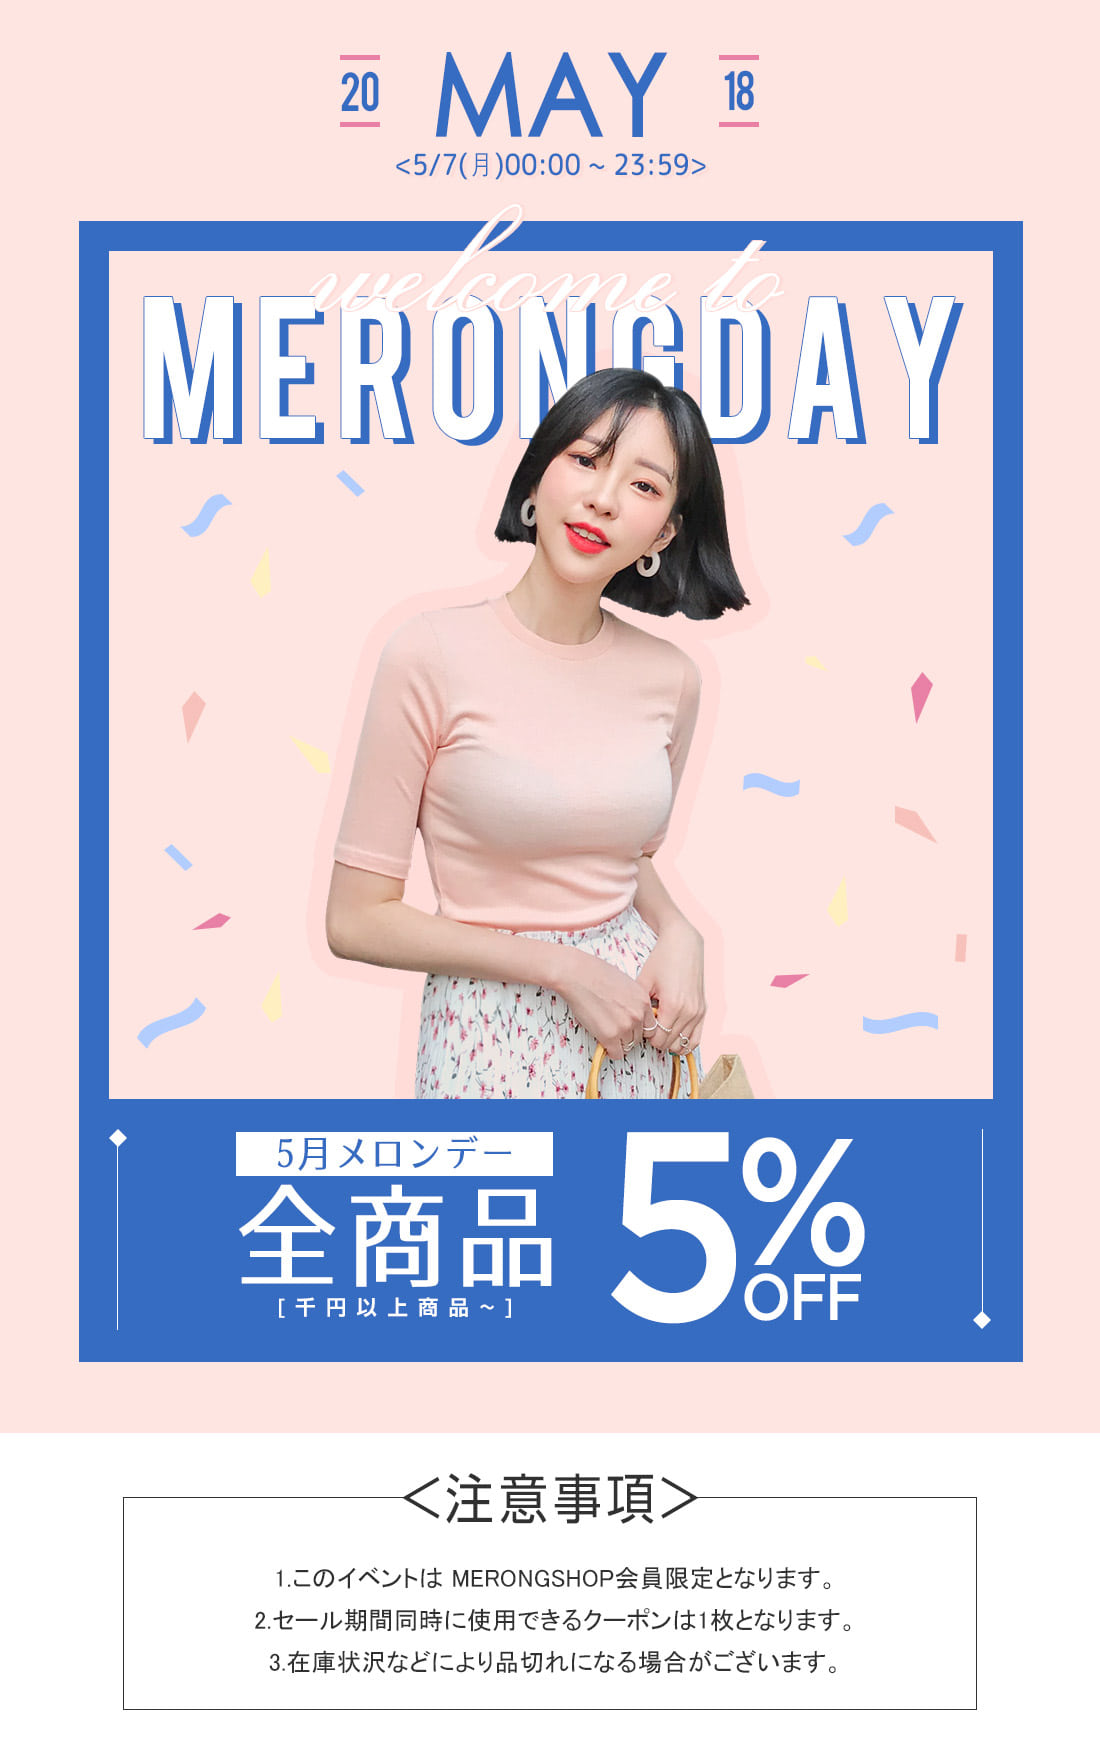 20 MAY 18
<5/7(月)00:00 ~ 23:59>
welcome to
MERONGDAY
5月メロンデー
全商品
[千円以上商品~]
5%
OFF
<注意事項>
1.このイベントは MERONGSHOP会員限定となります。
2.セール期間同時に使用できるクーポンは1枚となります。
3.在庫状況などにより品切れになる場合がございます。